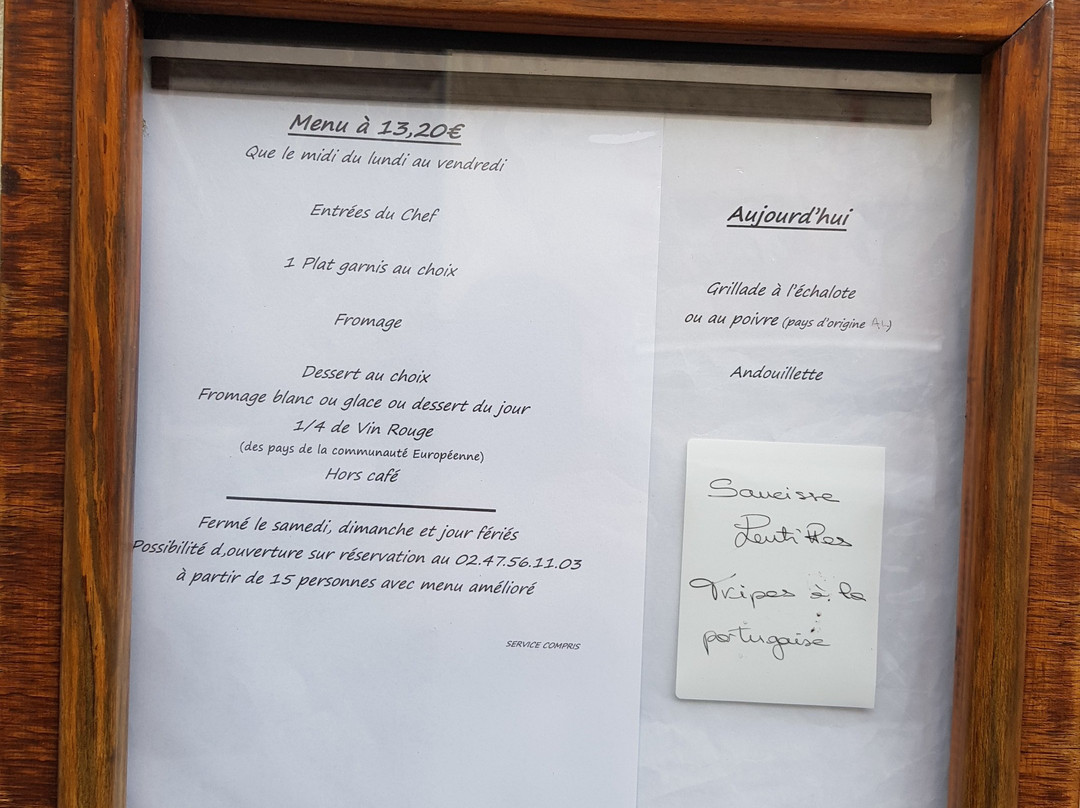 Menu à 13,20€
Que le midi du lundi au vendredi
Entrées du Chef
1 Plat garnis au choix
Fromage
Dessert au choix
Fromage blanc ou glace ou dessert du jour
1/4 de Vin Rouge
(des pays de la communauté Européenne)
Hors café
Fermé le samedi, dimanche et jour fériés
Possibilité d,ouverture sur réservation au 02.47.56.11.03
à partir de 15 personnes avec menu amélioré
SERVICE COMPRIS
Aujourd'hui
Grillade à l'échalote
ou au poivre (pays d'origine )
Andouillette
Saucisse
Lentilles
Tripes à la
portugaise